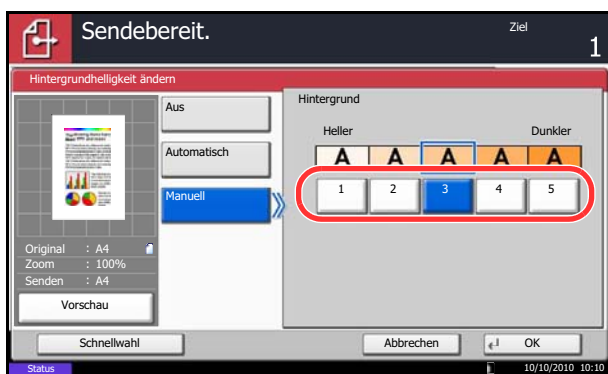 Sendebereit.
Ziel
1
Hintergrundhelligkeit ändern
Aus
Automatisch
Manuell
Hintergrund
Heller
Dunkler
A A A A A
1 2 3 4 5
Original : A4
Zoom : 100%
Senden : A4
Vorschau
Schnellwahl
Abbrechen
OK
Status
10/10/2010 10:10